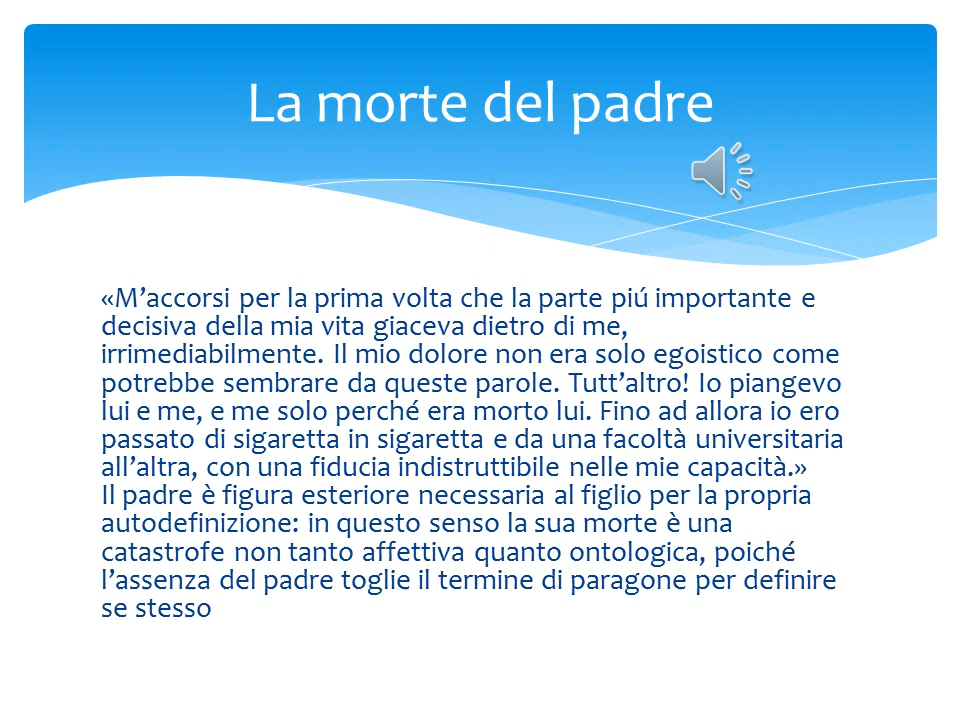 La morte del padre
«M’accorsi per la prima volta che la parte piú importante e
decisiva della mia vita giaceva dietro di me,
irrimediabilmente. Il mio dolore non era solo egoistico come
potrebbe sembrare da queste parole. Tutt’altro! Io piangevo
lui e me, e me solo perché era morto lui. Fino ad allora io ero
passato di sigaretta in sigaretta e da una facoltà universitaria
all’altra, con una fiducia indistruttibile nelle mie capacità.»
Il padre è figura esteriore necessaria al figlio per la propria
autodefinizione: in questo senso la sua morte è una
catastrofe non tanto affettiva quanto ontologica, poiché
l’assenza del padre toglie il termine di paragone per definire
se stesso